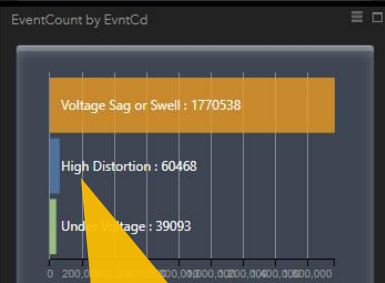 EventCount by EvntCd
Voltage Sag or Swell : 1770538
High Distortion : 60468
Under Voltage : 39093
0